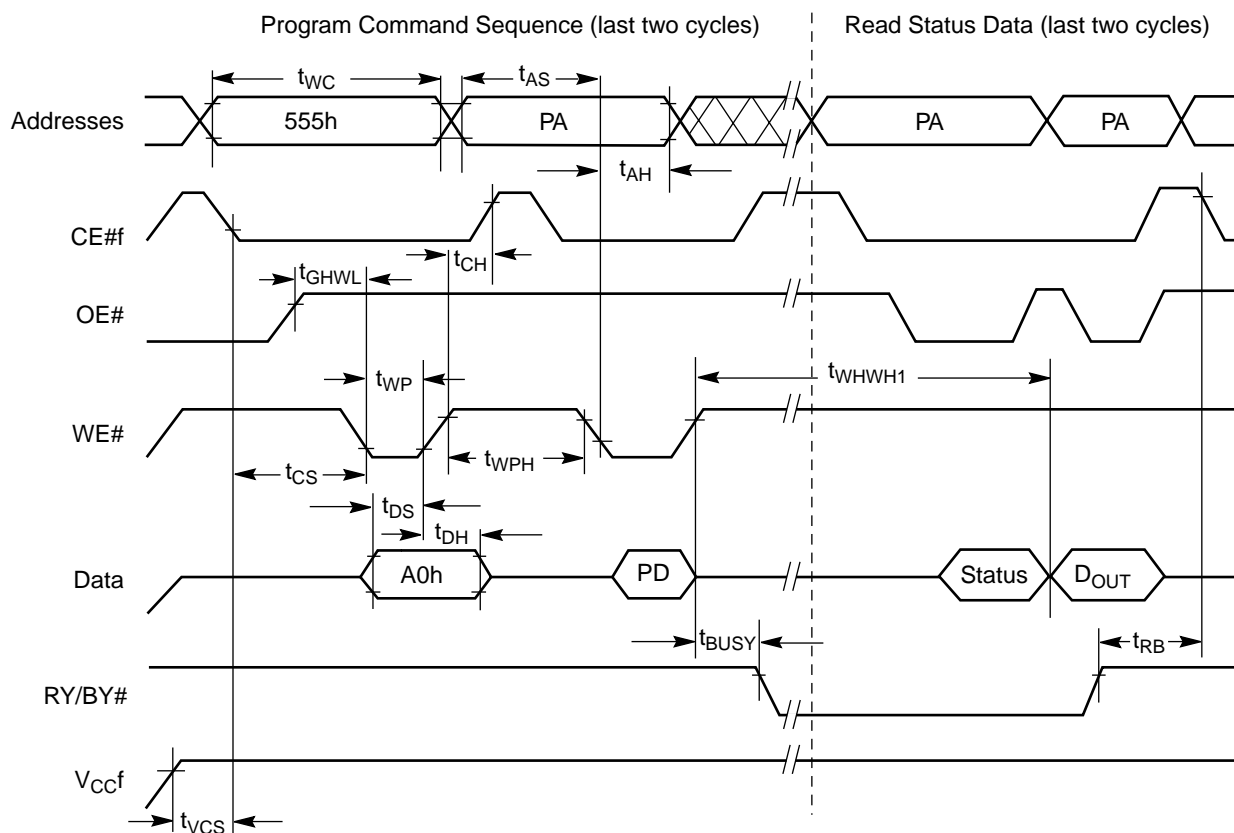 Program Command Sequence (last two cycles) Read Status Data (last two cycles)
tWC tAS
Addresses 555h PA PA PA
tAH
CE#f
tCH
tGHWL
OE#
tWP tWHWH1
WE#
tCS tWPH
tDS
tDH
Data A0h PD Status DOUT
tBUSY tRB
RY/BY#
VCCf
tVCS